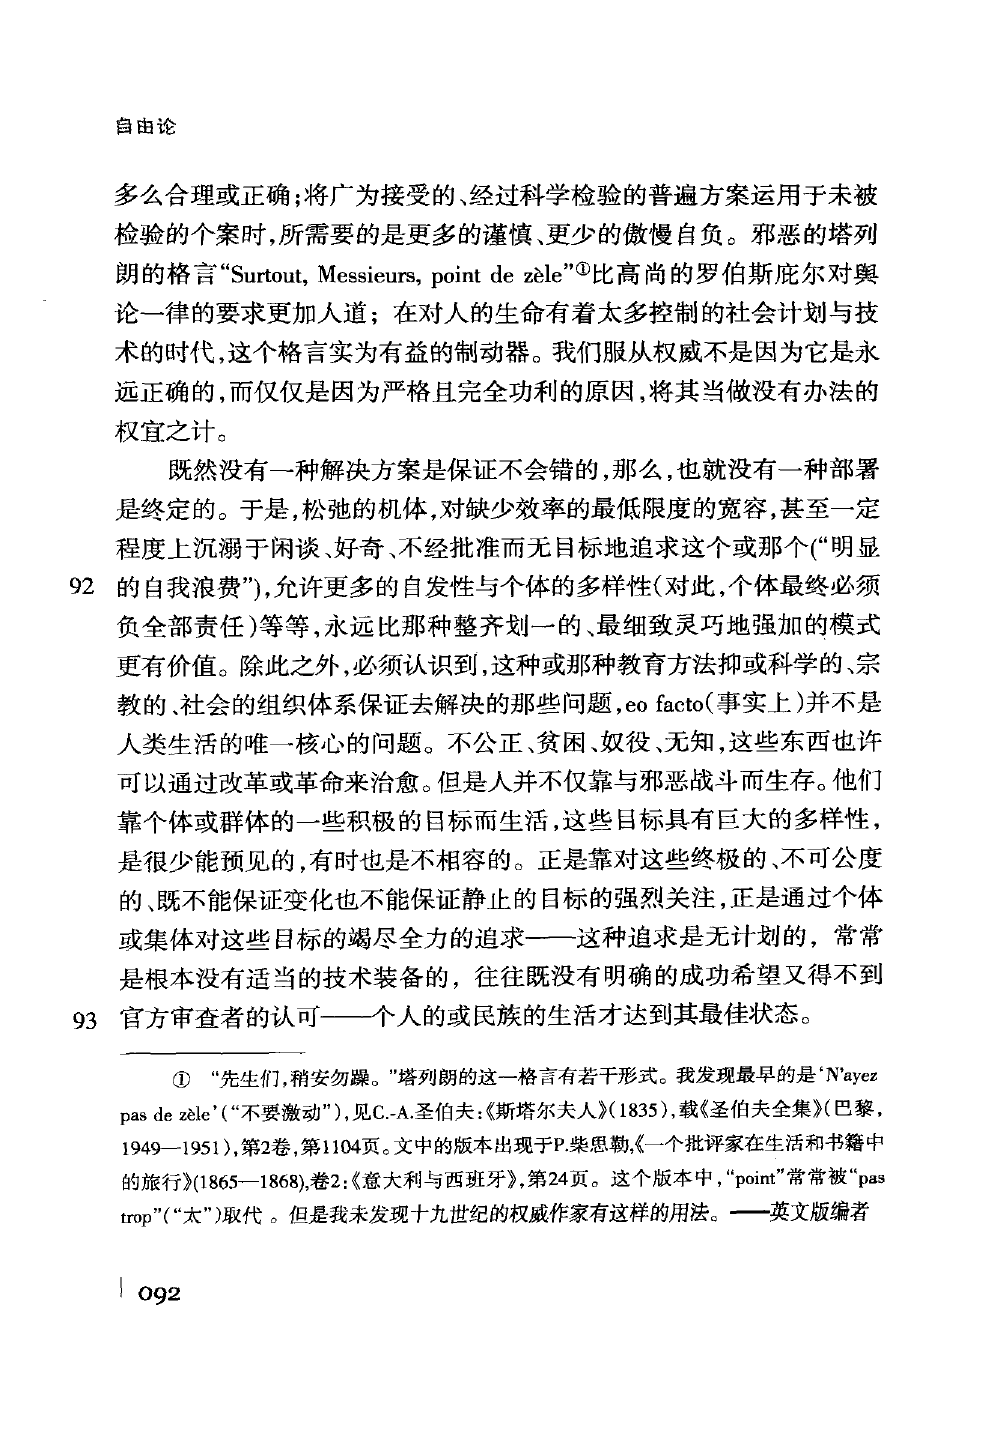 自由论
多么合理或正确;将广为接受的、经过科学检验的普遍方案运用于未被
检验的个案时,所需要的是更多的谨慎、更少的傲慢自负。邪恶的塔列
朗的格言“Surtout, Messieurs, point de zèle”①比高尚的罗伯斯庇尔对舆
论一律的要求更加人道；在对人的生命有着太多控制的社会计划与技
术的时代,这个格言实为有益的制动器。我们服从权威不是因为它是永
远正确的,而仅仅是因为严格且完全功利的原因,将其当做没有办法的
权宜之计。
既然没有一种解决方案是保证不会错的,那么,也就没有一种部署
是终定的。于是,松弛的机体,对缺少效率的最低限度的宽容,甚至一定
程度上沉溺于闲谈、好奇、不经批准而无目标地追求这个或那个(“明显
92 的自我浪费”),允许更多的自发性与个体的多样性(对此,个体最终必须
负全部责任)等等,永远比那种整齐划一的、最细致灵巧地强加的模式
更有价值。除此之外,必须认识到,这种或那种教育方法抑或科学的、宗
教的、社会的组织体系保证去解决的那些问题,eo facto(事实上)并不是
人类生活的唯一核心的问题。不公正、贫困、奴役、无知,这些东西也许
可以通过改革或革命来治愈。但是人并不仅靠与邪恶战斗而生存。他们
靠个体或群体的一些积极的目标而生活,这些目标具有巨大的多样性,
是很少能预见的,有时也是不相容的。正是靠对这些终极的、不可公度
的、既不能保证变化也不能保证静止的目标的强烈关注,正是通过个体
或集体对这些目标的竭尽全力的追求——这种追求是无计划的，常常
是根本没有适当的技术装备的，往往既没有明确的成功希望又得不到
93 官方审查者的认可——个人的或民族的生活才达到其最佳状态。
① “先生们,稍安勿躁。”塔列朗的这一格言有若干形式。我发现最早的是‘N’ayez
pas de zèle’(“不要激动”),见C.-A.圣伯夫:《斯塔尔夫人》(1835),载《圣伯夫全集》(巴黎,
1949—1951),第2卷,第1104页。文中的版本出现于P.柴思勒,《一个批评家在生活和书籍中
的旅行》(1865—1868),卷2:《意大利与西班牙》,第24页。这个版本中,“point”常常被“pas
trop”(“太”)取代。但是我未发现十九世纪的权威作家有这样的用法。——英文版编者
092